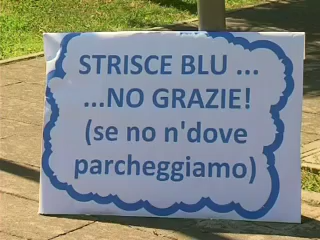 STRISCE BLU ...
...NO GRAZIE!
(se no n'dove
parcheggiamo)